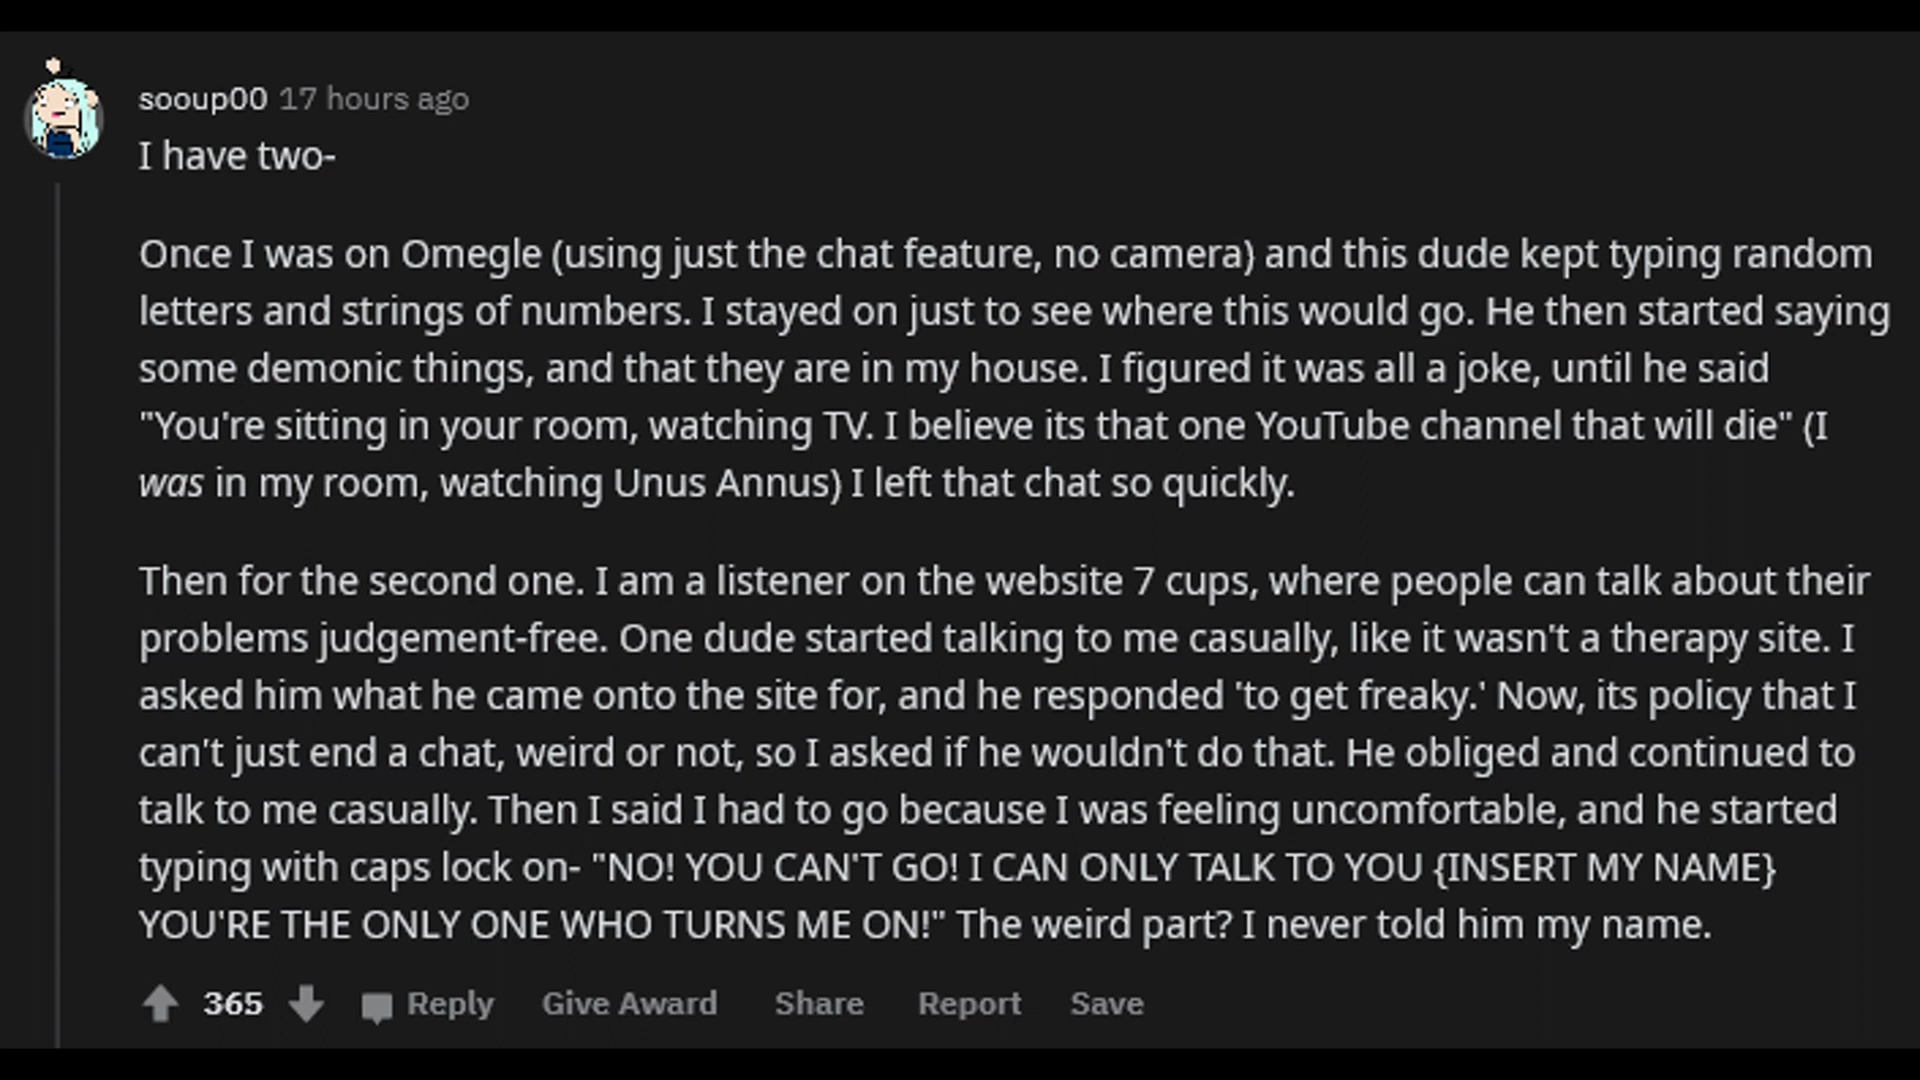 sooup00 17 hours ago
I have two-
Once I was on Omegle (using just the chat feature, no camera) and this dude kept typing random
letters and strings of numbers. I stayed on just to see where this would go. He then started saying
some demonic things, and that they are in my house. I figured it was all a joke, until he said
"You're sitting in your room, watching TV. I believe its that one YouTube channel that will die" (I
was in my room, watching Unus Annus) I left that chat so quickly.
Then for the second one. I am a listener on the website 7 cups, where people can talk about their
problems judgement-free. One dude started talking to me casually, like it wasn't a therapy site. I
asked him what he came onto the site for, and he responded 'to get freaky.' Now, its policy that I
can't just end a chat, weird or not, so I asked if he wouldn't do that. He obliged and continued to
talk to me casually. Then I said I had to go because I was feeling uncomfortable, and he started
typing with caps lock on- "NO! YOU CAN'T GO! I CAN ONLY TALK TO YOU {INSERT MY NAME}
YOU'RE THE ONLY ONE WHO TURNS ME ON!" The weird part? I never told him my name.
365 Reply Give Award Share Report Save